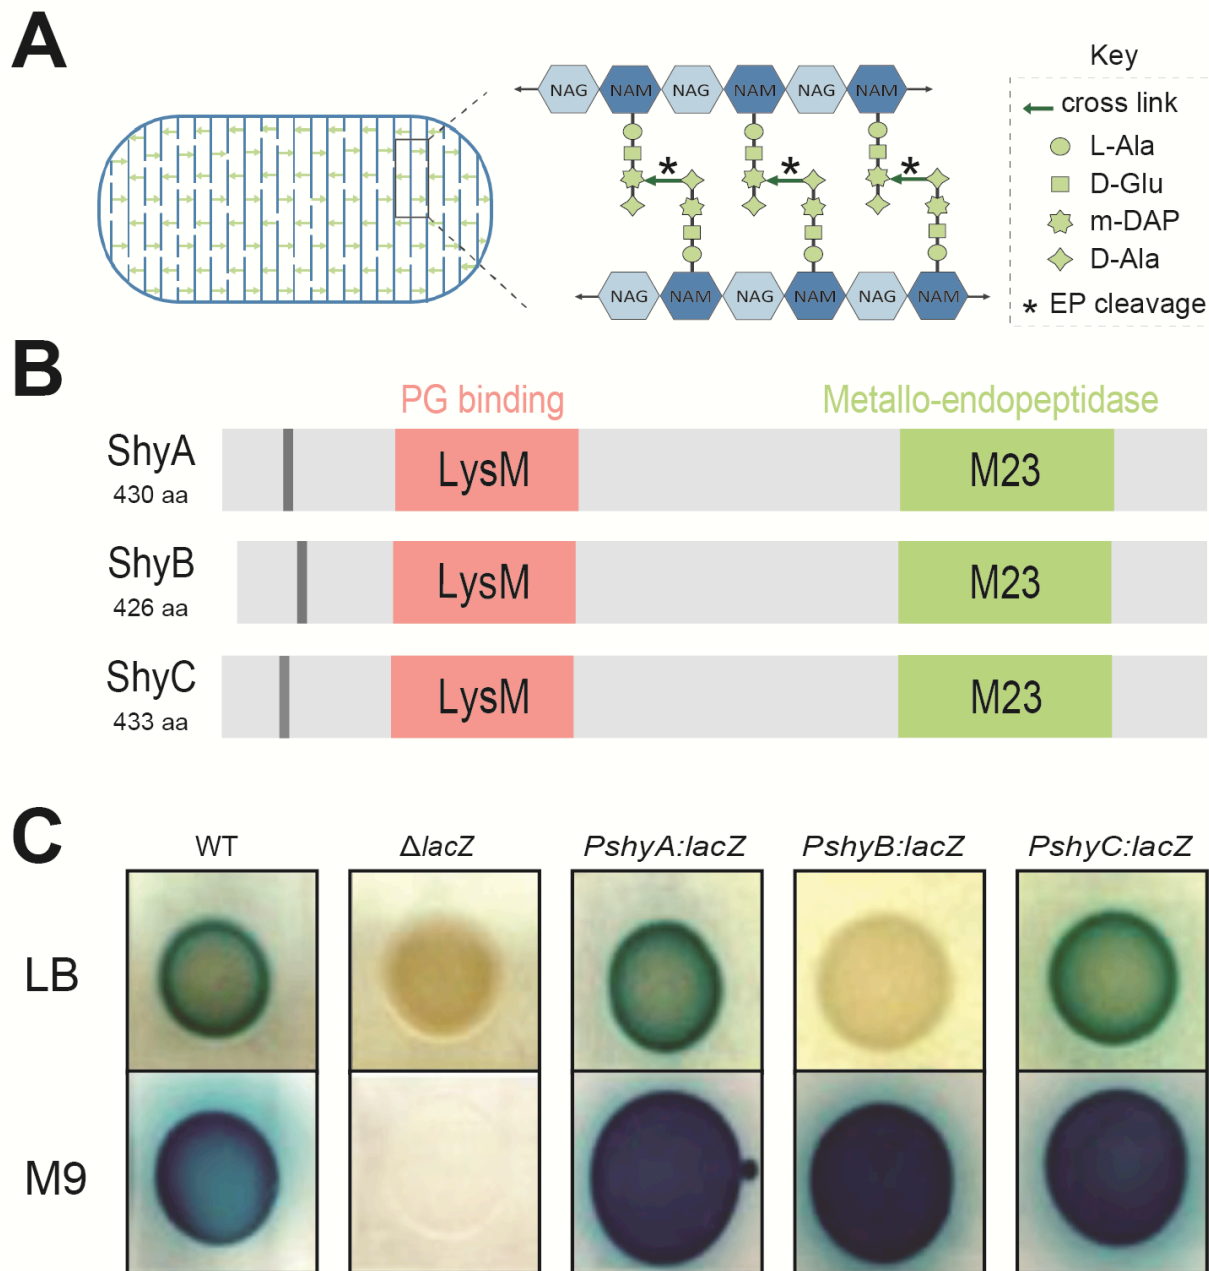 A
Key
NAG NAM NAG NAM NAG NAM
cross link
L-Ala
D-Glu
m-DAP
D-Ala
* EP cleavage
* * *
NAG NAM NAG NAM NAG NAM
B
PG binding Metallo-endopeptidase
ShyA
430 aa
LysM M23
ShyB
426 aa
LysM M23
ShyC
433 aa
LysM M23
C
WT ΔlacZ PshyA:lacZ PshyB:lacZ PshyC:lacZ
LB
M9